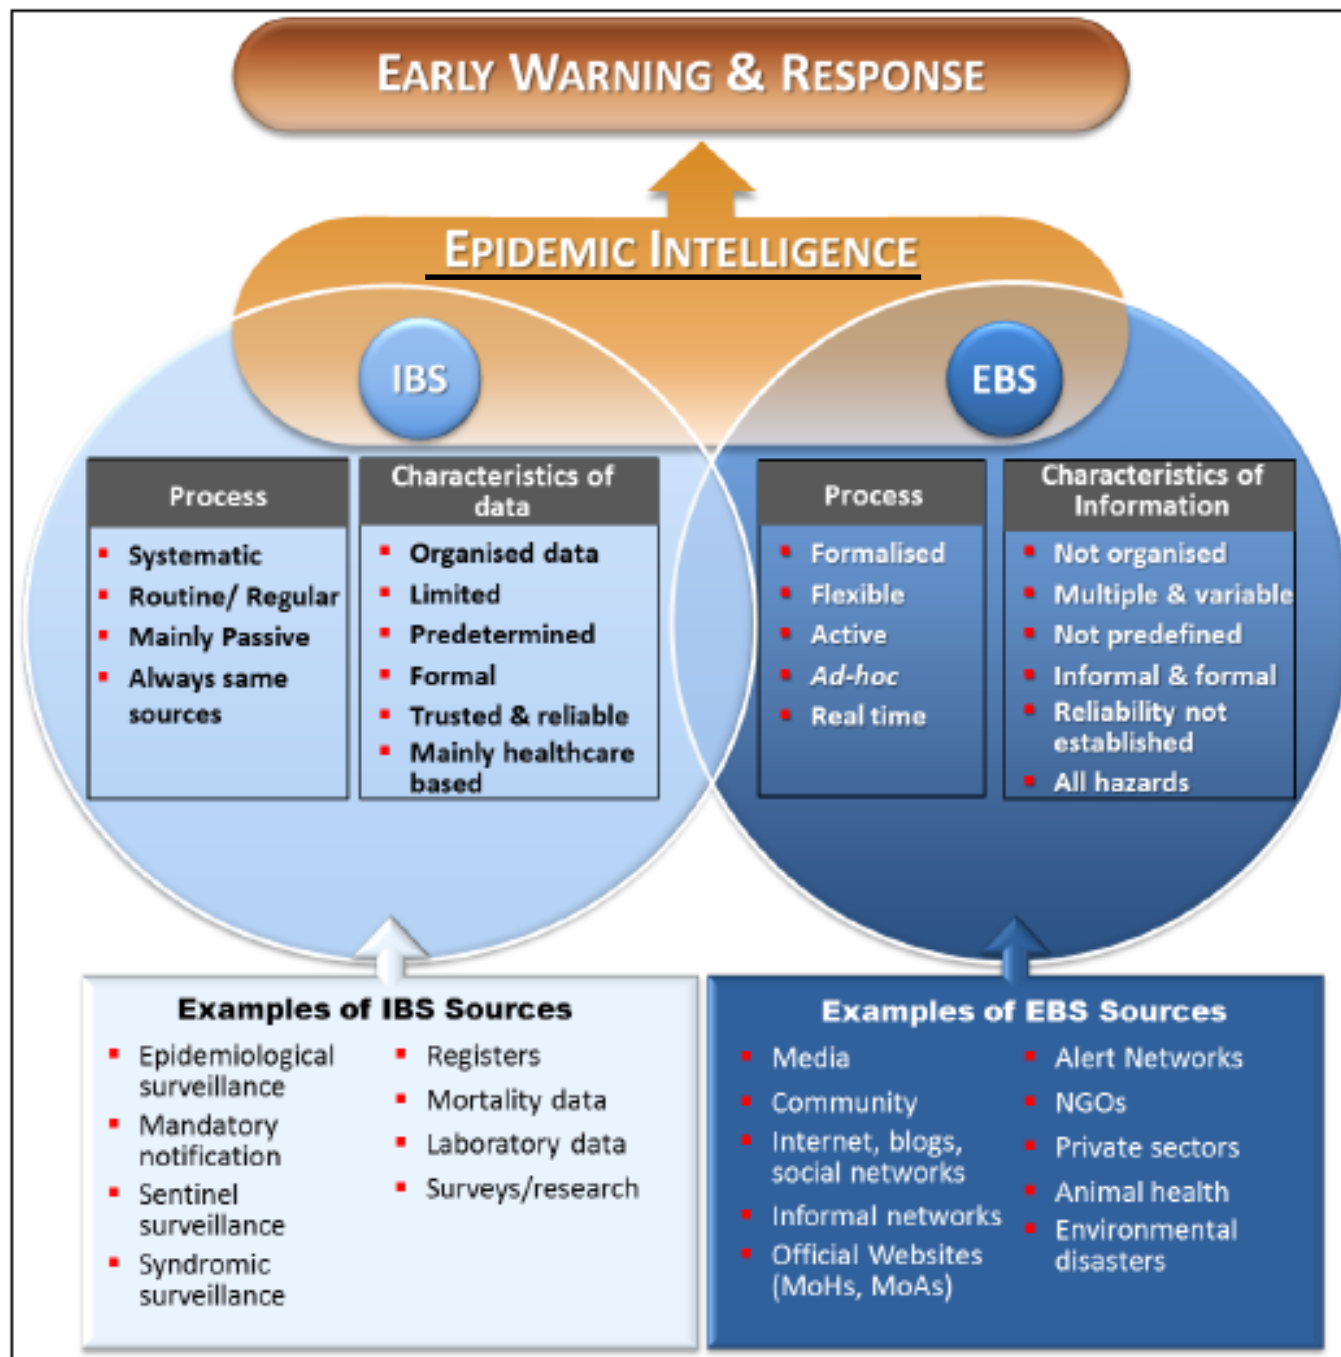 EARLY WARNING & RESPONSE
EPIDEMIC INTELLIGENCE
IBS
EBS
Process
Systematic
Routine/ Regular
Mainly Passive
Always same
sources
Characteristics of
data
Organised data
Limited
Predetermined
Formal
Trusted & reliable
Mainly healthcare
based
Process
Formalised
Flexible
Active
Ad-hoc
Real time
Characteristics of
Information
Not organised
Multiple & variable
Not predefined
Informal & formal
Reliability not
established
All hazards
Examples of IBS Sources
Epidemiological
surveillance
Mandatory
notification
Sentinel
surveillance
Syndromic
surveillance
Registers
Mortality data
Laboratory data
Surveys/research
Examples of EBS Sources
Media
Community
Internet, blogs,
social networks
Informal networks
Official Websites
(MoHs, MoAs)
Alert Networks
NGOs
Private sectors
Animal health
Environmental
disasters